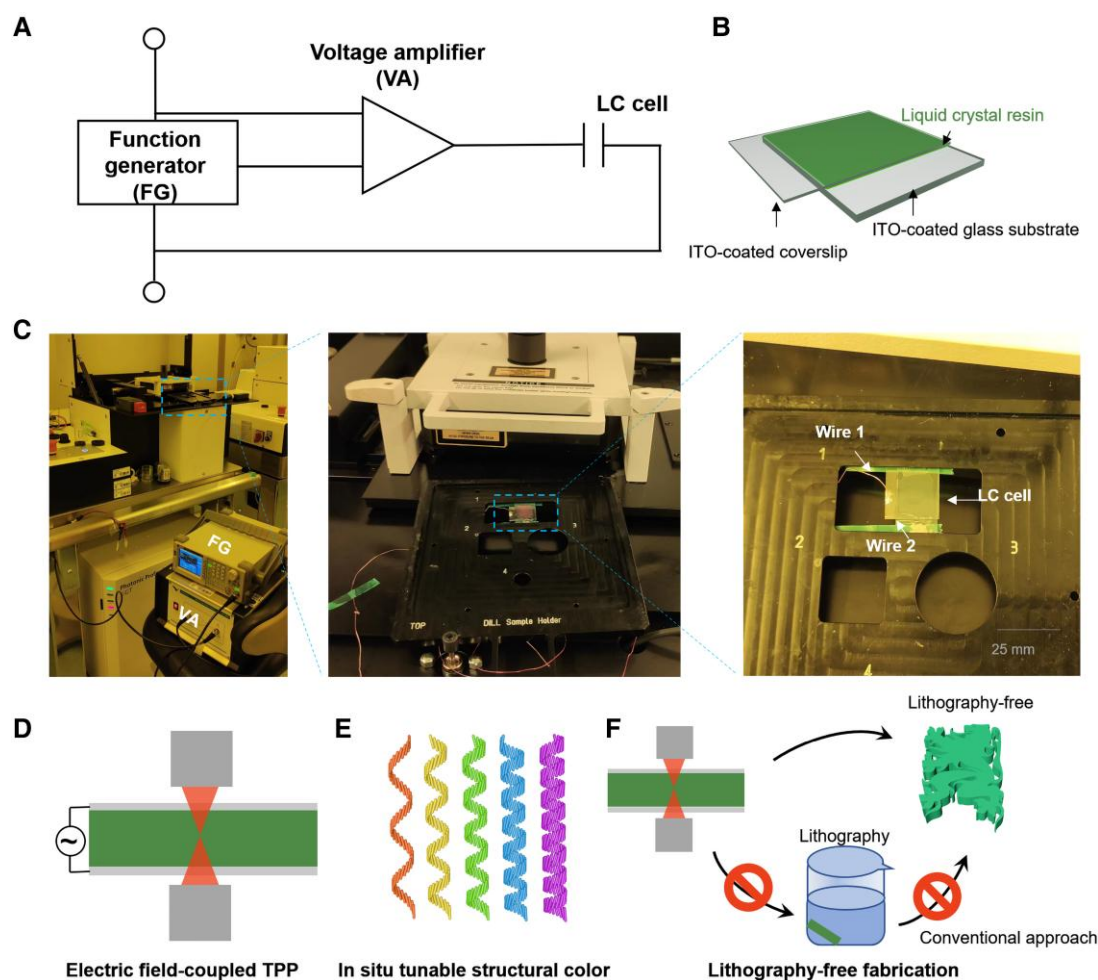 A
Voltage amplifier
(VA)
LC cell
Function
generator
(FG)
B
Liquid crystal resin
ITO-coated glass substrate
ITO-coated coverslip
C
FG
VA
NOTICE
1
2
3
4
TOP
DILL Sample Holder
Wire 1
1
LC cell
Wire 2
2
3
25 mm
4
D
Electric field-coupled TPP
E
In situ tunable structural color
F
Lithography-free
Lithography
Conventional approach
Lithography-free fabrication